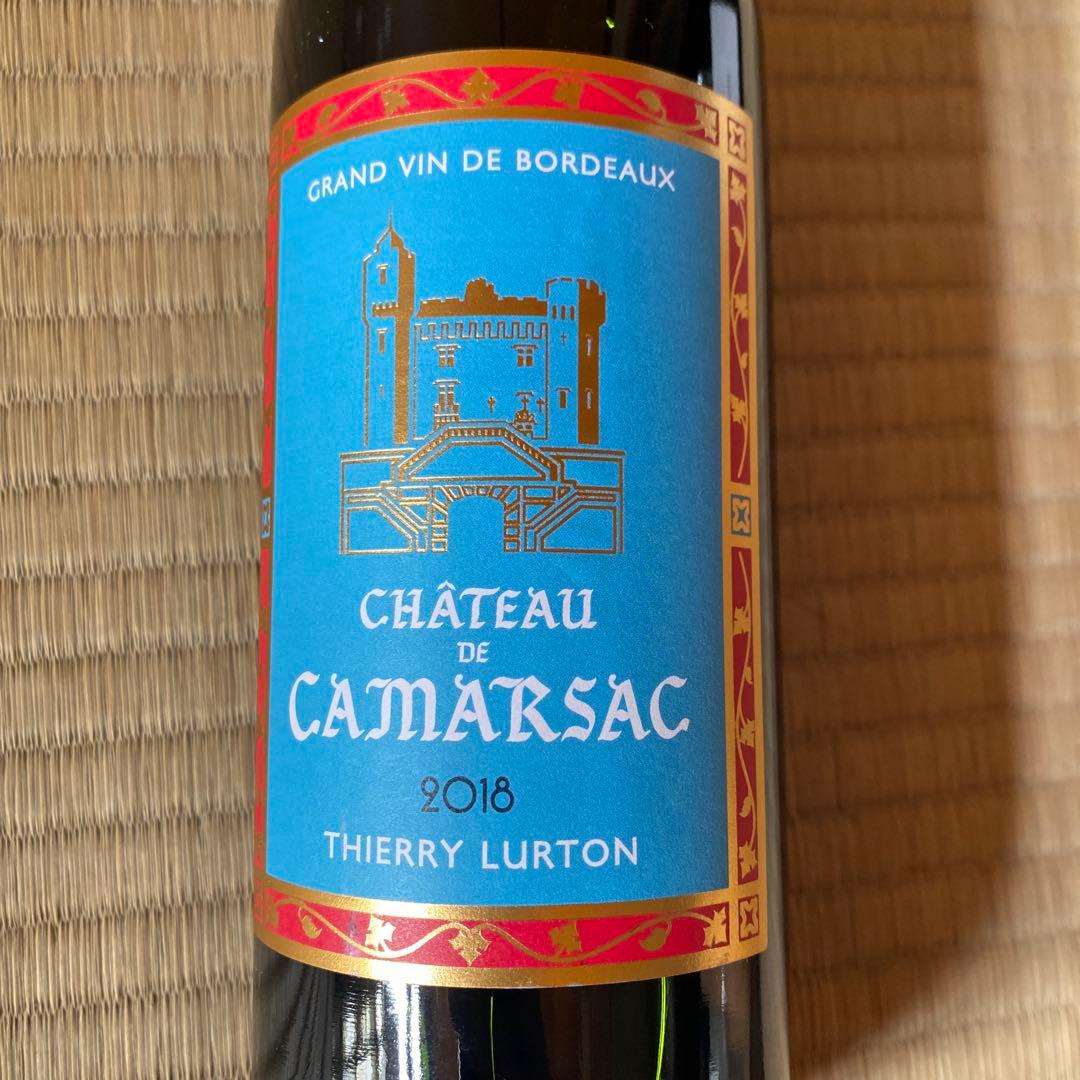 GRAND VIN DE BORDEAUX
CHÂTEAU
DE
CAMARSAC
2018
THIERRY LURTON